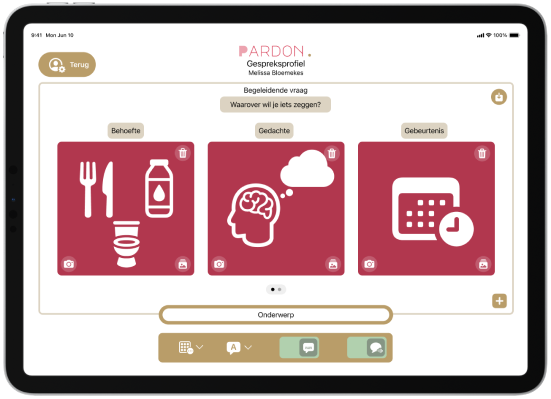 9:41 Mon Jun 10
100%
PARDON.
Terug
Gespreksprofiel
Melissa Bloemekes
Begeleidende vraag
Waarover wil je iets zeggen?
Behoefte
Gedachte
Gebeurtenis
Onderwerp
A